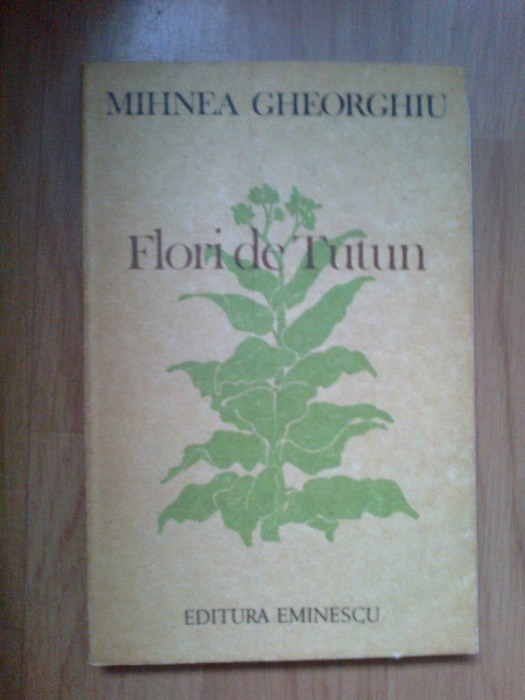 MIHNEA GHEORGHIU
Flori de Tutun
EDITURA EMINESCU